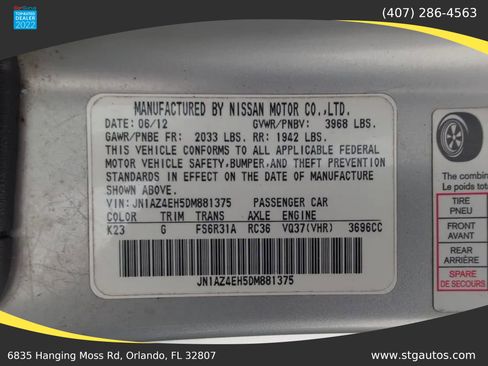 CarGurus
TOP RATED
DEALER
2022
(407) 286-4563
MANUFACTURED BY NISSAN MOTOR CO.,LTD.
DATE: 06/12 GVWR/PNBV: 3968 LBS.
GAWR/PNBE FR: 2033 LBS. RR: 1942 LBS.
THIS VEHICLE CONFORMS TO ALL APPLICABLE FEDERAL
MOTOR VEHICLE SAFETY,BUMPER,AND THEFT PREVENTION
STANDARDS IN EFFECT ON THE DATE OF MANUFACTURE
SHOWN ABOVE.
VIN: JN1AZ4EH5DM881375 PASSENGER CAR
COLOR TRIM TRANS AXLE ENGINE
K23 G FS6R31A RC36 VQ37(VHR) 3696CC
JN1AZ4EH5DM881375
The combin
Le poids tota
TIRE
PNEU
FRONT
AVANT
REAR
ARRIÈRE
SPARE
DE SECOURS
6835 Hanging Moss Rd, Orlando, FL 32807
www.stgautos.com